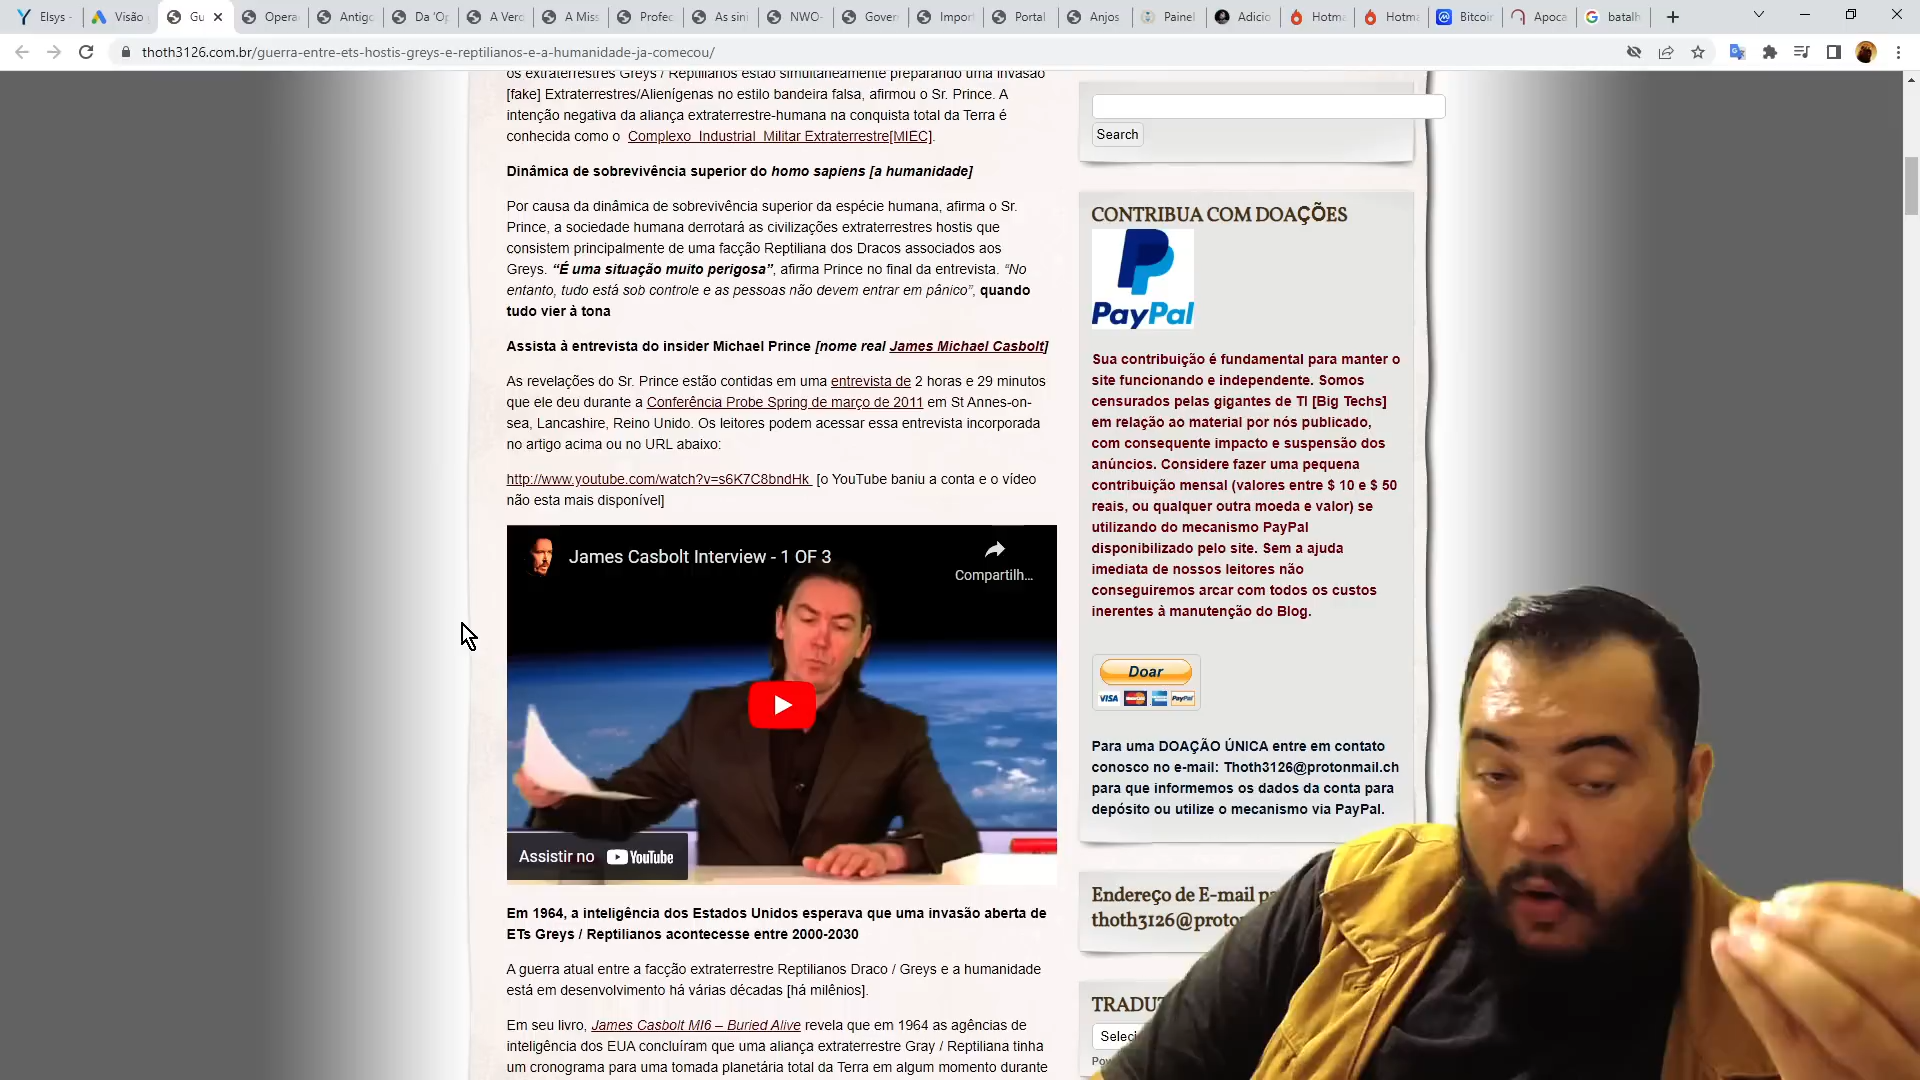 Elsys -
Visão
Gu
Opera
Antigo
Da 'Op
A Vero
A Miss
Profec
As sin
NWO-
Gover
Impor
Portal
Anjos
Painel
Adicio
Hotma
Hotma
Bitcoin
Apoca
batalh
thoth3126.com.br/guerra-entre-ets-hostis-greys-e-reptilianos-e-a-humanidade-ja-comecou/
os extraterrestres Greys / Reptilianos estão simultaneamente preparando uma invasão
[fake] Extraterrestres/Alienígenas no estilo bandeira falsa, afirmou o Sr. Prince. A
intenção negativa da aliança extraterrestre-humana na conquista total da Terra é
conhecida como o Complexo Industrial Militar Extraterrestre[MIEC].
Dinâmica de sobrevivência superior do homo sapiens [a humanidade]
Por causa da dinâmica de sobrevivência superior da espécie humana, afirma o Sr.
Prince, a sociedade humana derrotará as civilizações extraterrestres hostis que
consistem principalmente de uma facção Reptiliana dos Dracos associados aos
Greys. “É uma situação muito perigosa”, afirma Prince no final da entrevista. “No
entanto, tudo está sob controle e as pessoas não devem entrar em pânico”, quando
tudo vier à tona
Assista à entrevista do insider Michael Prince [nome real James Michael Casbolt]
As revelações do Sr. Prince estão contidas em uma entrevista de 2 horas e 29 minutos
que ele deu durante a Conferência Probe Spring de março de 2011 em St Annes-on-
sea, Lancashire, Reino Unido. Os leitores podem acessar essa entrevista incorporada
no artigo acima ou no URL abaixo:
http://www.youtube.com/watch?v=s6K7C8bndHk [o YouTube baniu a conta e o vídeo
não esta mais disponível]
James Casbolt Interview - 1 OF 3
Compartilh...
Assistir no YouTube
Em 1964, a inteligência dos Estados Unidos esperava que uma invasão aberta de
ETs Greys / Reptilianos acontecesse entre 2000-2030
A guerra atual entre a facção extraterrestre Reptilianos Draco / Greys e a humanidade
está em desenvolvimento há várias décadas [há milênios].
Em seu livro, James Casbolt MI6 – Buried Alive revela que em 1964 as agências de
inteligência dos EUA concluíram que uma aliança extraterrestre Gray / Reptiliana tinha
um cronograma para uma tomada planetária total da Terra em algum momento durante
Search
CONTRIBUA COM DOAÇÕES
PayPal
Sua contribuição é fundamental para manter o
site funcionando e independente. Somos
censurados pelas gigantes de TI [Big Techs]
em relação ao material por nós publicado,
com consequente impacto e suspensão dos
anúncios. Considere fazer uma pequena
contribuição mensal (valores entre $ 10 e $ 50
reais, ou qualquer outra moeda e valor) se
utilizando do mecanismo PayPal
disponibilizado pelo site. Sem a ajuda
imediata de nossos leitores não
conseguiremos arcar com todos os custos
inerentes à manutenção do Blog.
Doar
VISA PayPal
Para uma DOAÇÃO ÚNICA entre em contato
conosco no e-mail: Thoth3126@protonmail.ch
para que informemos os dados da conta para
depósito ou utilize o mecanismo via PayPal.
Endereço de E-mail pa
thoth3126@proto
TRADUT
Seleci
Pow